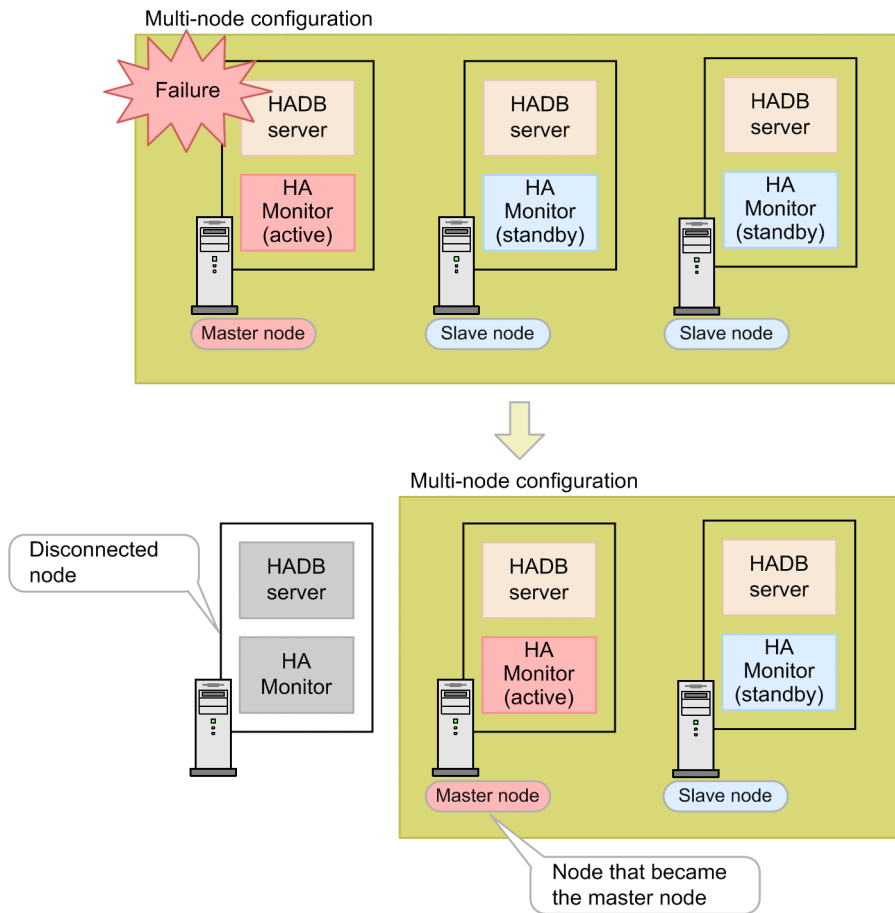 Multi-node configuration
Failure
HADB
server
HADB
server
HADB
server
HA
Monitor
(active)
HA
Monitor
(standby)
HA
Monitor
(standby)
Master node
Slave node
Slave node
Multi-node configuration
Disconnected
node
HADB
server
HADB
server
HADB
server
HA
Monitor
HA
Monitor
(active)
HA
Monitor
(standby)
Master node
Slave node
Node that became
the master node